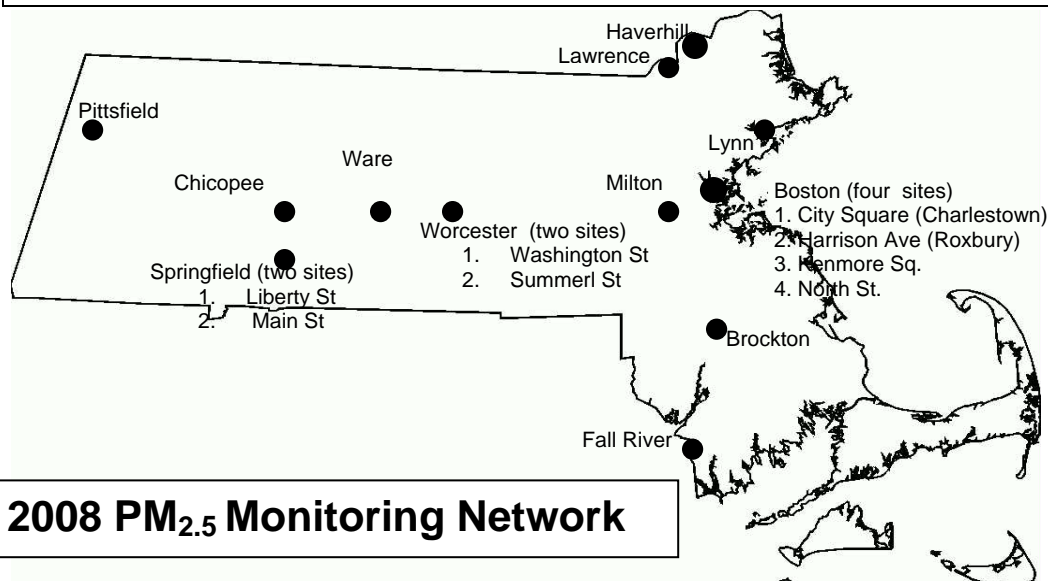 Haverhill
Lawrence
Pittsfield
Lynn
Ware
Chicopee
Milton
Boston (four sites)
1. City Square (Charlestown)
2. Harrison Ave (Roxbury)
3. Kenmore Sq.
4. North St.
Worcester (two sites)
1. Washington St
2. Summerl St
Springfield (two sites)
1. Liberty St
2. Main St
Brockton
Fall River
2008 PM2.5 Monitoring Network